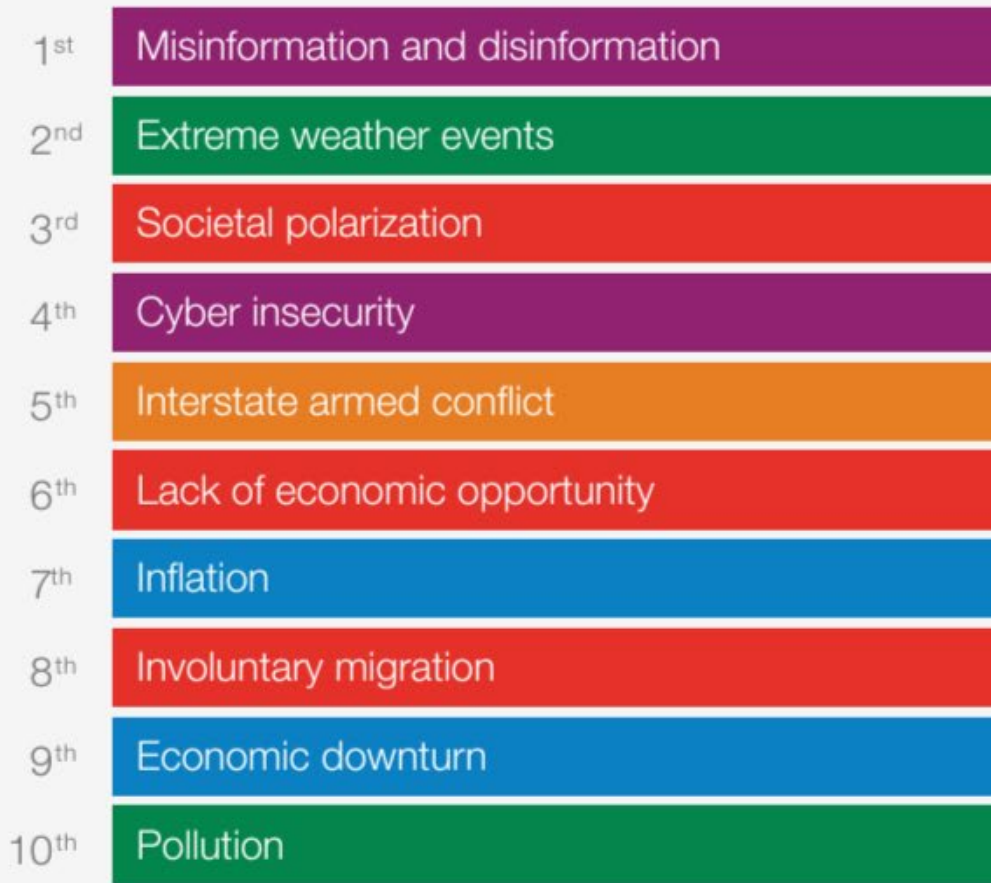 1st Misinformation and disinformation
2nd Extreme weather events
3rd Societal polarization
4th Cyber insecurity
5th Interstate armed conflict
6th Lack of economic opportunity
7th Inflation
8th Involuntary migration
9th Economic downturn
10th Pollution